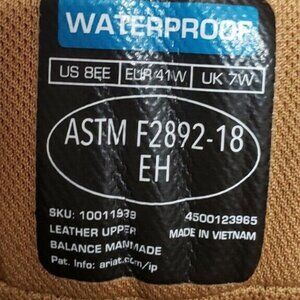 WATERPROOF
US 8EE EUR 41W UK 7W
ASTM F2892-18
EH
SKU: 10011939 4500123965
LEATHER UPPER MADE IN VIETNAM
BALANCE MANMADE
Pat. Info: ariat.com/ip